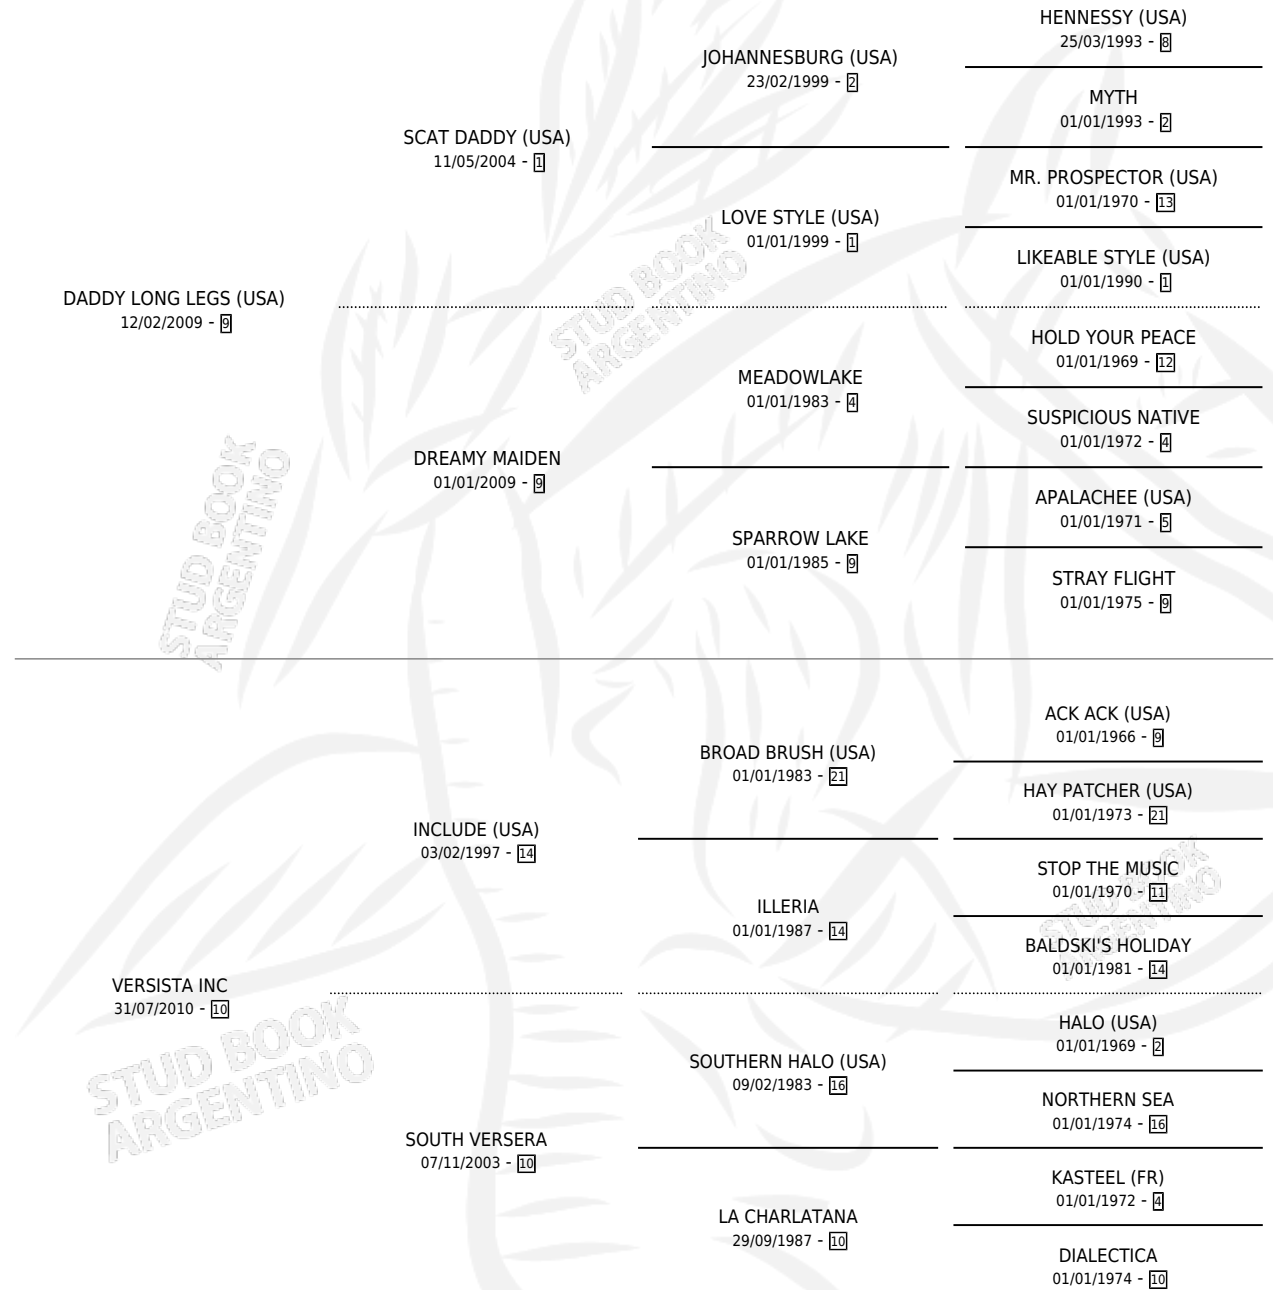 HENNESSY (USA)
25/03/1993 - 8
JOHANNESBURG (USA)
23/02/1999 - 2
MYTH
01/01/1993 - 2
SCAT DADDY (USA)
11/05/2004 - 1
MR. PROSPECTOR (USA)
01/01/1970 - 13
LOVE STYLE (USA)
01/01/1999 - 1
LIKEABLE STYLE (USA)
01/01/1990 - 1
DADDY LONG LEGS (USA)
12/02/2009 - 9
STUD BOOK
ARGENTINO
HOLD YOUR PEACE
01/01/1969 - 12
MEADOWLAKE
01/01/1983 - 4
SUSPICIOUS NATIVE
01/01/1972 - 4
DREAMY MAIDEN
01/01/2009 - 9
APALACHEE (USA)
01/01/1971 - 5
SPARROW LAKE
01/01/1985 - 9
STRAY FLIGHT
01/01/1975 - 9
STUD BOOK
ARGENTINO
ACK ACK (USA)
01/01/1966 - 9
BROAD BRUSH (USA)
01/01/1983 - 21
HAY PATCHER (USA)
01/01/1973 - 21
INCLUDE (USA)
03/02/1997 - 14
STOP THE MUSIC
01/01/1970 - 11
ILLERIA
01/01/1987 - 14
BALDSKI'S HOLIDAY
01/01/1981 - 14
STUD BOOK
ARGENTINO
VERSISTA INC
31/07/2010 - 10
HALO (USA)
01/01/1969 - 2
SOUTHERN HALO (USA)
09/02/1983 - 16
NORTHERN SEA
01/01/1974 - 16
STUD BOOK
ARGENTINO
SOUTH VERSERA
07/11/2003 - 10
KASTEEL (FR)
01/01/1972 - 4
LA CHARLATANA
29/09/1987 - 10
DIALECTICA
01/01/1974 - 10